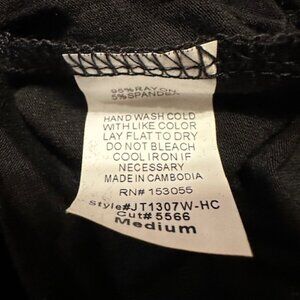 95% RAYON
5% SPANDEX
HAND WASH COLD
WITH LIKE COLOR
LAY FLAT TO DRY
DO NOT BLEACH
COOL IRON IF
NECESSARY
MADE IN CAMBODIA
RN# 153055
Style#JT1307W-HC
Cut# 5566
Medium